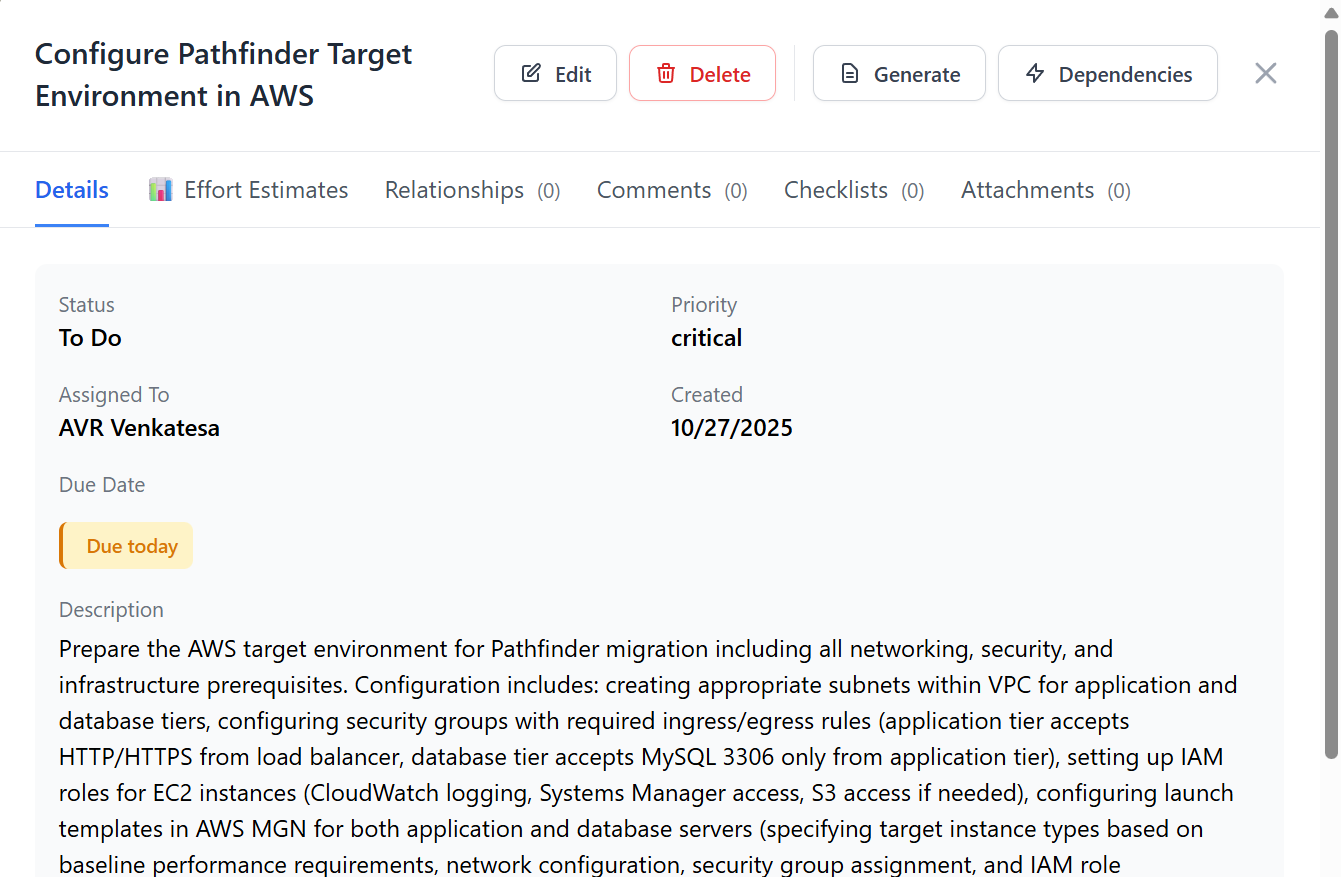 Configure Pathfinder Target
Environment in AWS
Edit
Delete
Generate
Dependencies
Details
Effort Estimates
Relationships (0)
Comments (0)
Checklists (0)
Attachments (0)
Status
To Do
Priority
critical
Assigned To
AVR Venkatesa
Created
10/27/2025
Due Date
Due today
Description
Prepare the AWS target environment for Pathfinder migration including all networking, security, and
infrastructure prerequisites. Configuration includes: creating appropriate subnets within VPC for application and
database tiers, configuring security groups with required ingress/egress rules (application tier accepts
HTTP/HTTPS from load balancer, database tier accepts MySQL 3306 only from application tier), setting up IAM
roles for EC2 instances (CloudWatch logging, Systems Manager access, S3 access if needed), configuring launch
templates in AWS MGN for both application and database servers (specifying target instance types based on
baseline performance requirements, network configuration, security group assignment, and IAM role